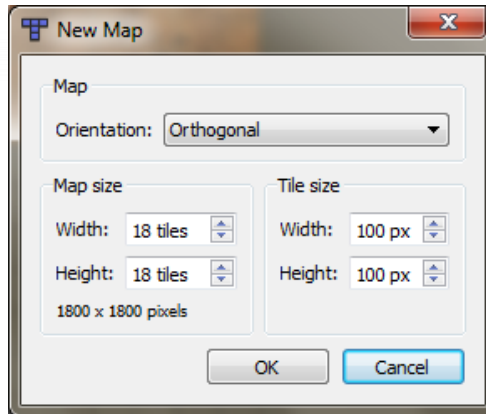 New Map
Map
Orientation: Orthogonal
Map size
Width: 18 tiles
Height: 18 tiles
1800 x 1800 pixels
Tile size
Width: 100 px
Height: 100 px
OK Cancel